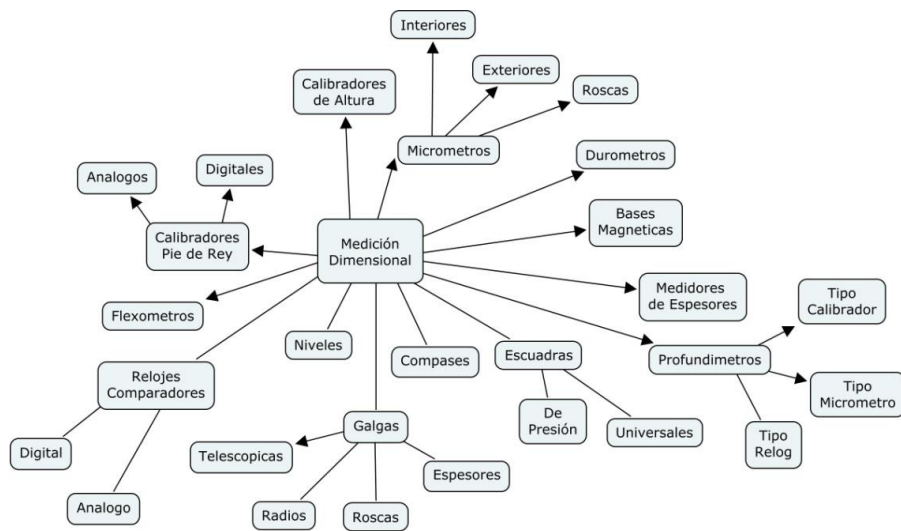 Interiores
Exteriores
Calibradores
de Altura
Roscas
Micrometros
Durometros
Digitales
Analogos
Bases
Magneticas
Calibradores
Pie de Rey
Medición
Dimensional
Medidores
de Espesores
Tipo
Calibrador
Flexometros
Niveles
Compases
Escuadras
Profundimetros
Relojes
Comparadores
Tipo
Micrometro
De
Presión
Galgas
Universales
Tipo
Relog
Digital
Telescopicas
Espesores
Analogo
Radios
Roscas